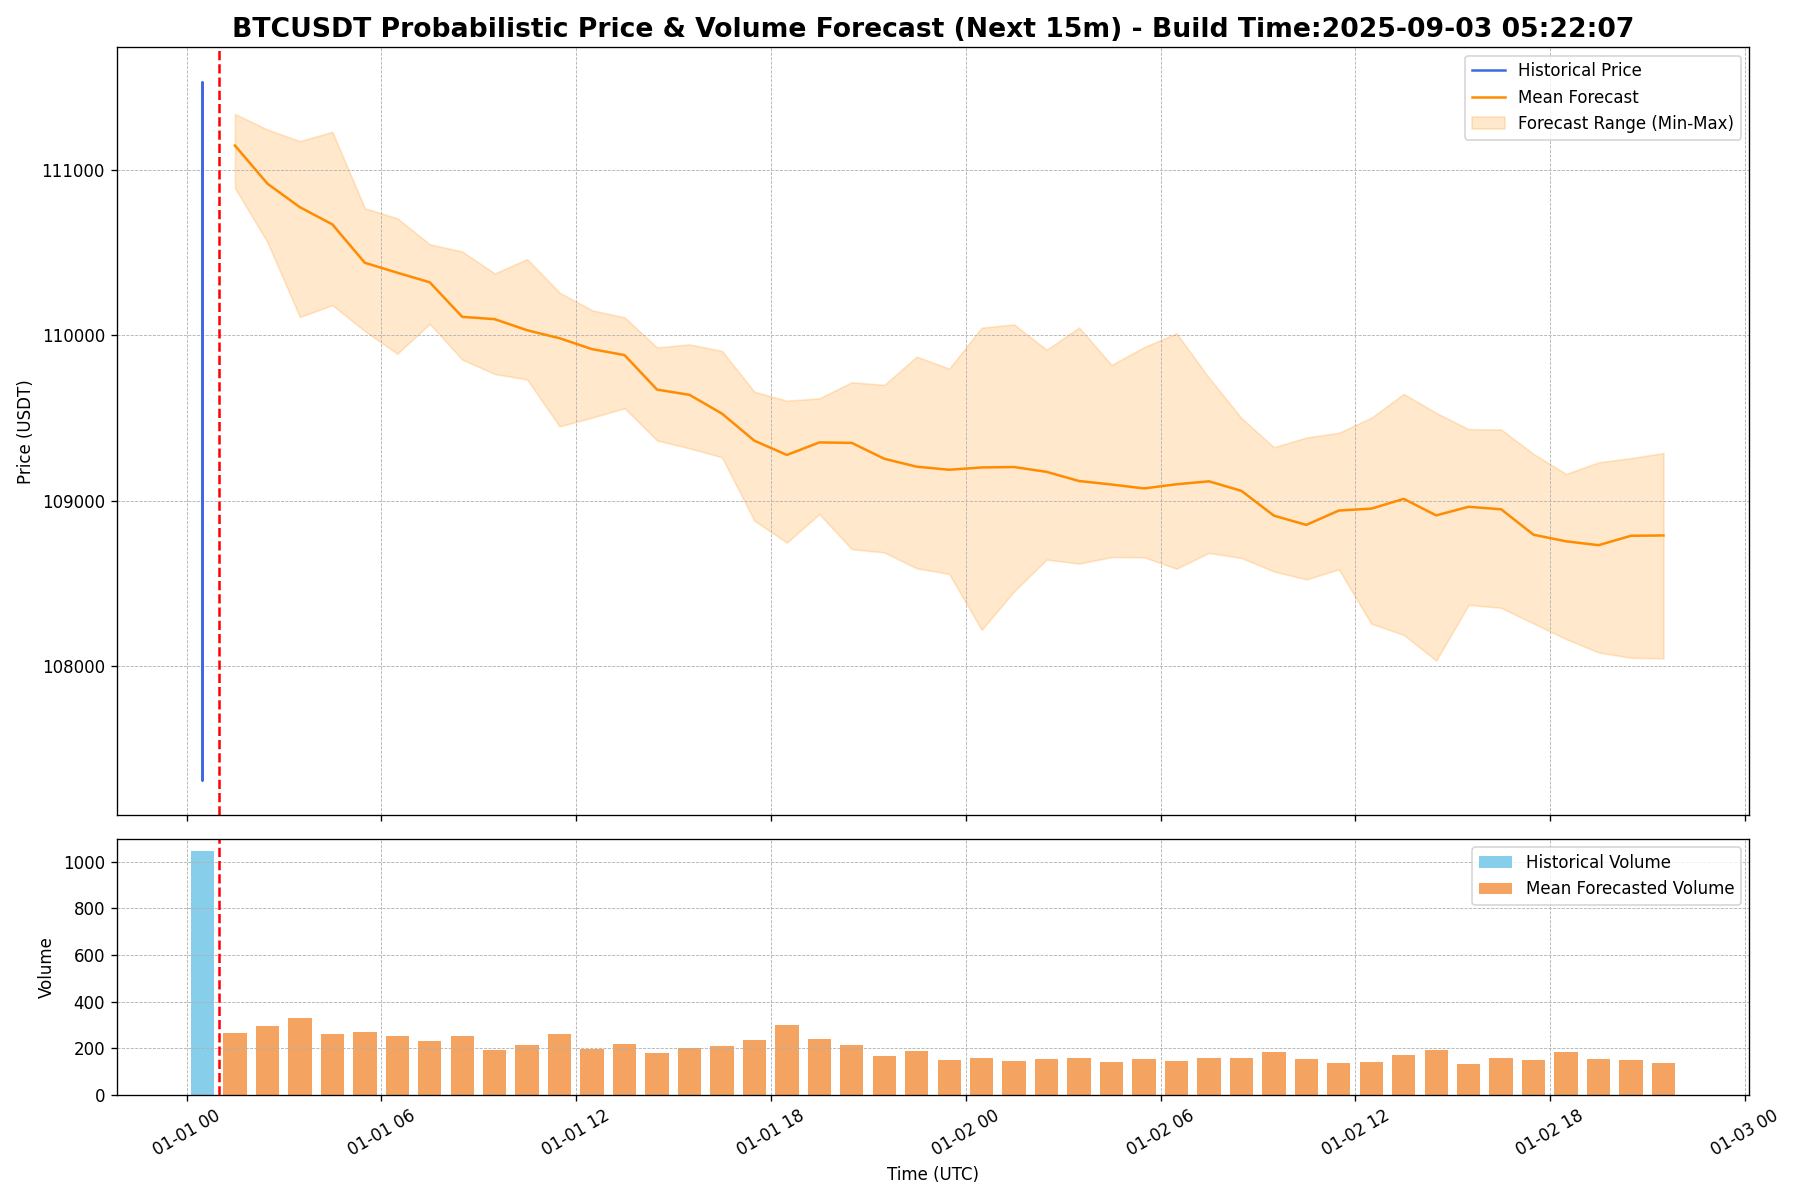 BTCUSDT Probabilistic Price & Volume Forecast (Next 15m) - Build Time:2025-09-03 05:22:07
Historical Price
Mean Forecast
Forecast Range (Min-Max)
111000
110000
109000
108000
Price (USDT)
Historical Volume
Mean Forecasted Volume
1000
800
600
400
200
0
Volume
01-01 00
01-01 06
01-01 12
01-01 18
01-02 00
01-02 06
01-02 12
01-02 18
01-03 00
Time (UTC)